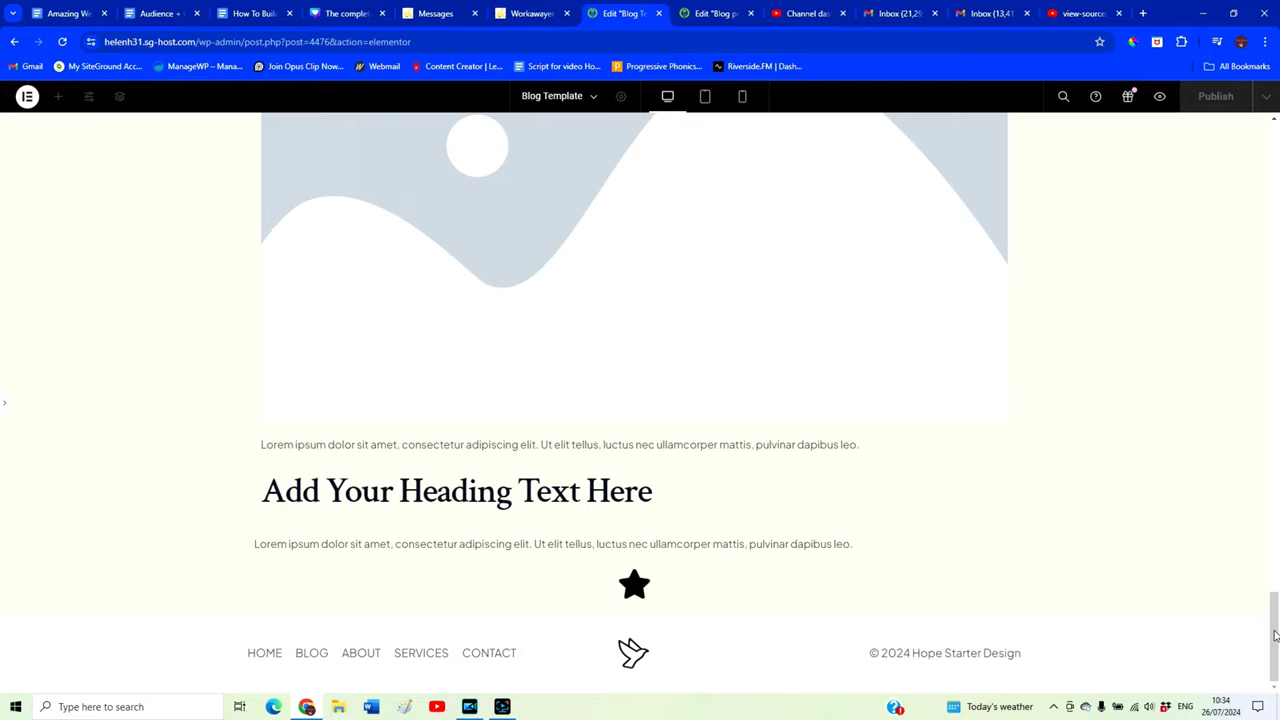 Amazing Wo
Audience + v
How To Buil
The complet
Messages
Workawayer
Edit "Blog T
Edit "Blog p
Channel das
Inbox (21,29
Inbox (13,41
view-source
helenh31.sg-host.com/wp-admin/post.php?post=4476&action=elementor
Gmail
My SiteGround Acc...
ManageWP – Mana...
Join Opus Clip Now...
Webmail
Content Creator | Le...
Script for video Ho...
Progressive Phonics...
Riverside.FM | Dash...
All Bookmarks
Blog Template
Publish
Lorem ipsum dolor sit amet, consectetur adipiscing elit. Ut elit tellus, luctus nec ullamcorper mattis, pulvinar dapibus leo.
Add Your Heading Text Here
Lorem ipsum dolor sit amet, consectetur adipiscing elit. Ut elit tellus, luctus nec ullamcorper mattis, pulvinar dapibus leo.
HOME BLOG ABOUT SERVICES CONTACT
© 2024 Hope Starter Design
Type here to search
Today's weather
ENG
10:34
26/07/2024